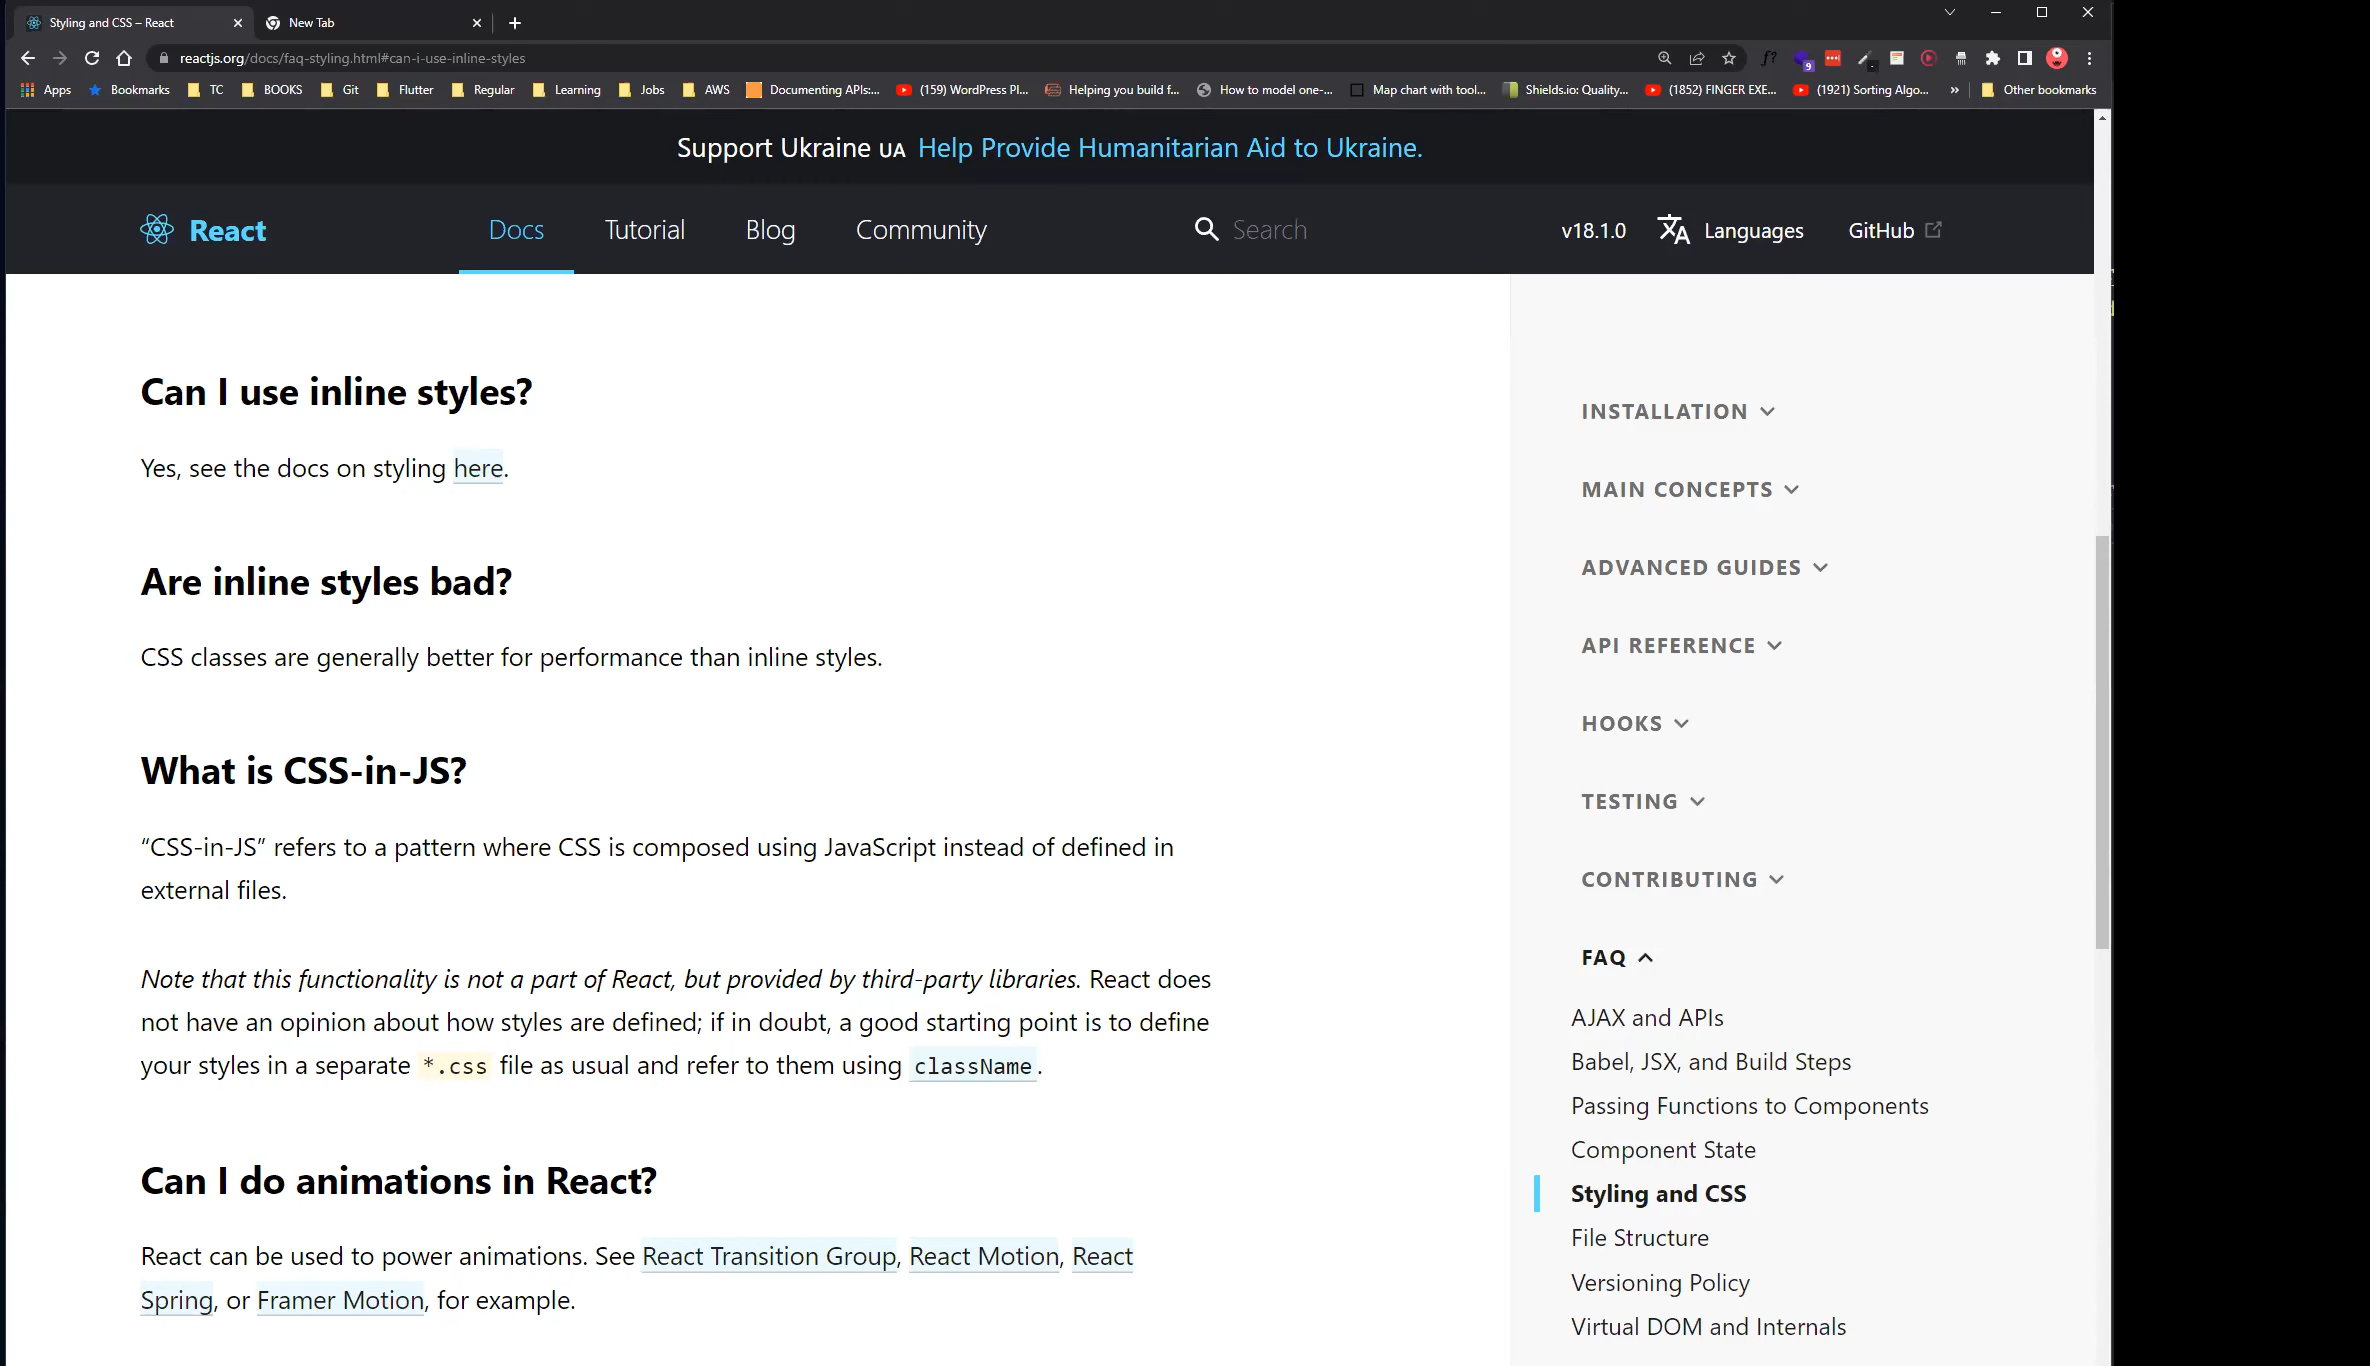 Styling and CSS – React
New Tab
reactjs.org/docs/faq-styling.html#can-i-use-inline-styles
f?
9
Apps
Bookmarks
TC
BOOKS
Git
Flutter
Regular
Learning
Jobs
AWS
Documenting APIs:...
(159) WordPress Pl...
Helping you build f...
How to model one-...
Map chart with tool...
Shields.io: Quality...
(1852) FINGER EXE...
(1921) Sorting Algo...
»
Other bookmarks
Support Ukraine UA Help Provide Humanitarian Aid to Ukraine.
React
Docs
Tutorial
Blog
Community
Search
v18.1.0
Languages
GitHub
Can I use inline styles?
Yes, see the docs on styling here.
Are inline styles bad?
CSS classes are generally better for performance than inline styles.
What is CSS-in-JS?
“CSS-in-JS” refers to a pattern where CSS is composed using JavaScript instead of defined in
external files.
Note that this functionality is not a part of React, but provided by third-party libraries. React does
not have an opinion about how styles are defined; if in doubt, a good starting point is to define
your styles in a separate *.css file as usual and refer to them using className.
Can I do animations in React?
React can be used to power animations. See React Transition Group, React Motion, React
Spring, or Framer Motion, for example.
INSTALLATION
MAIN CONCEPTS
ADVANCED GUIDES
API REFERENCE
HOOKS
TESTING
CONTRIBUTING
FAQ
AJAX and APIs
Babel, JSX, and Build Steps
Passing Functions to Components
Component State
Styling and CSS
File Structure
Versioning Policy
Virtual DOM and Internals